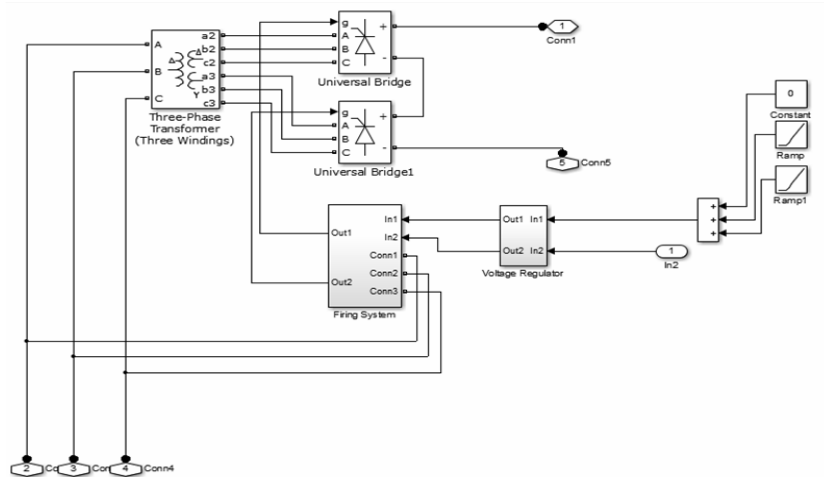 A
B
C
a2
b2
c2
a3
b3
c3
Δ
Δ
Y
Three-Phase
Transformer
(Three Windings)
g
A
B
C
+
-
Universal Bridge
g
A
B
C
+
-
Universal Bridge1
1
Conn1
5
Conn5
0
Constant
Ramp
Ramp1
+
+
+
1
In2
Out1
In1
Out2
In2
Voltage Regulator
Out1
Out2
In1
In2
Conn1
Conn2
Conn3
Firing System
2
Co
3
Con
4
Conn4